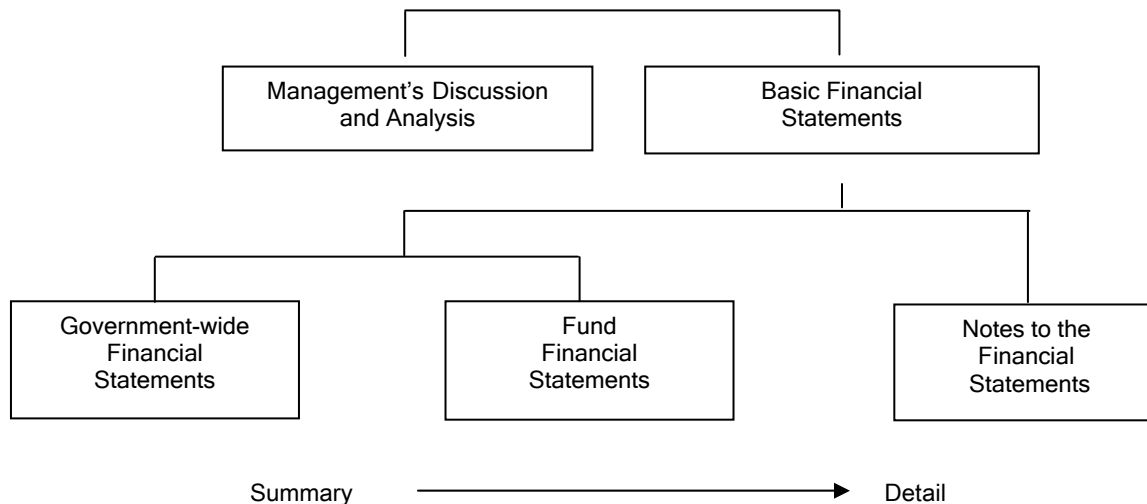 Management’s Discussion
and Analysis
Basic Financial
Statements
Government-wide
Financial
Statements
Fund
Financial
Statements
Notes to the
Financial
Statements
Summary
Detail